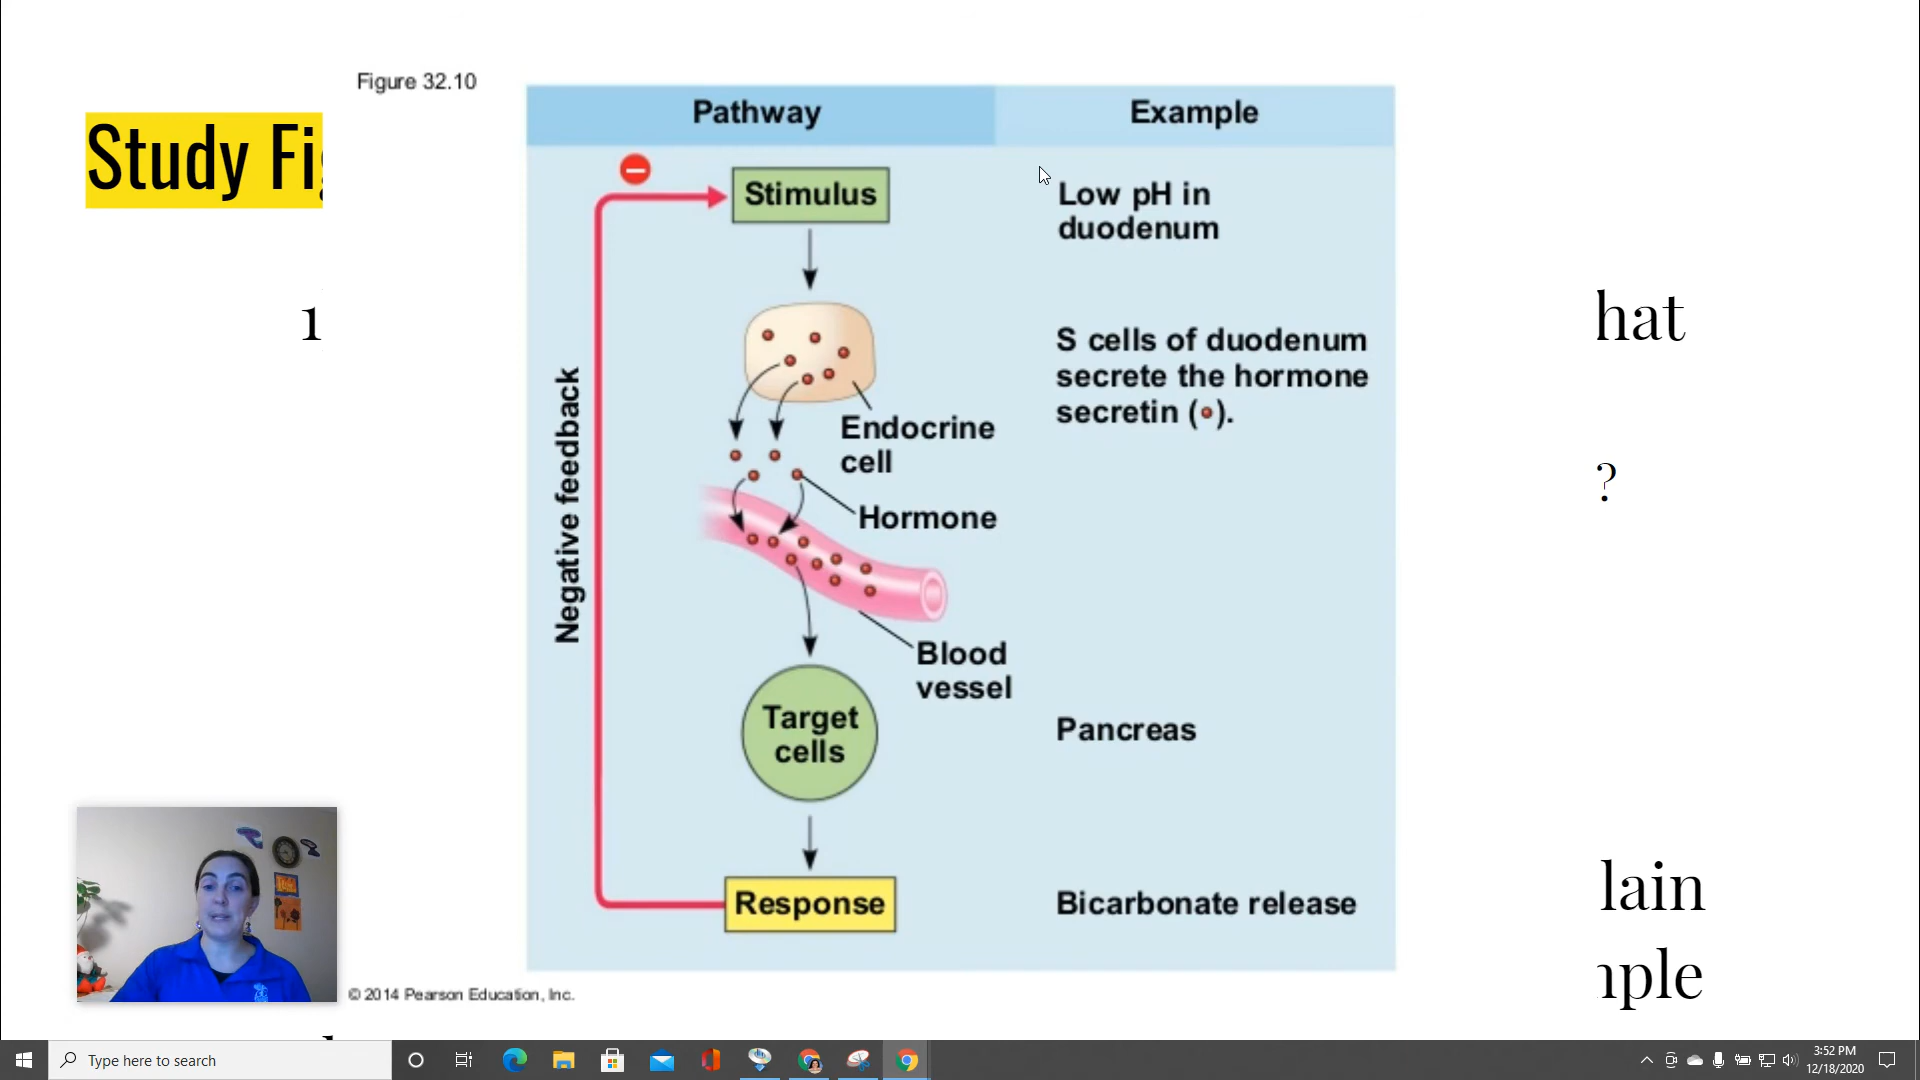 Figure 32.10
Study Fi
Pathway
Example
Stimulus
Low pH in
duodenum
hat
S cells of duodenum
secrete the hormone
secretin ( ).
Endocrine
cell
?
Hormone
Negative feedback
Blood
vessel
Target
cells
Pancreas
lain
Response
Bicarbonate release
mple
© 2014 Pearson Education, Inc.
Type here to search
3:52 PM
12/18/2020